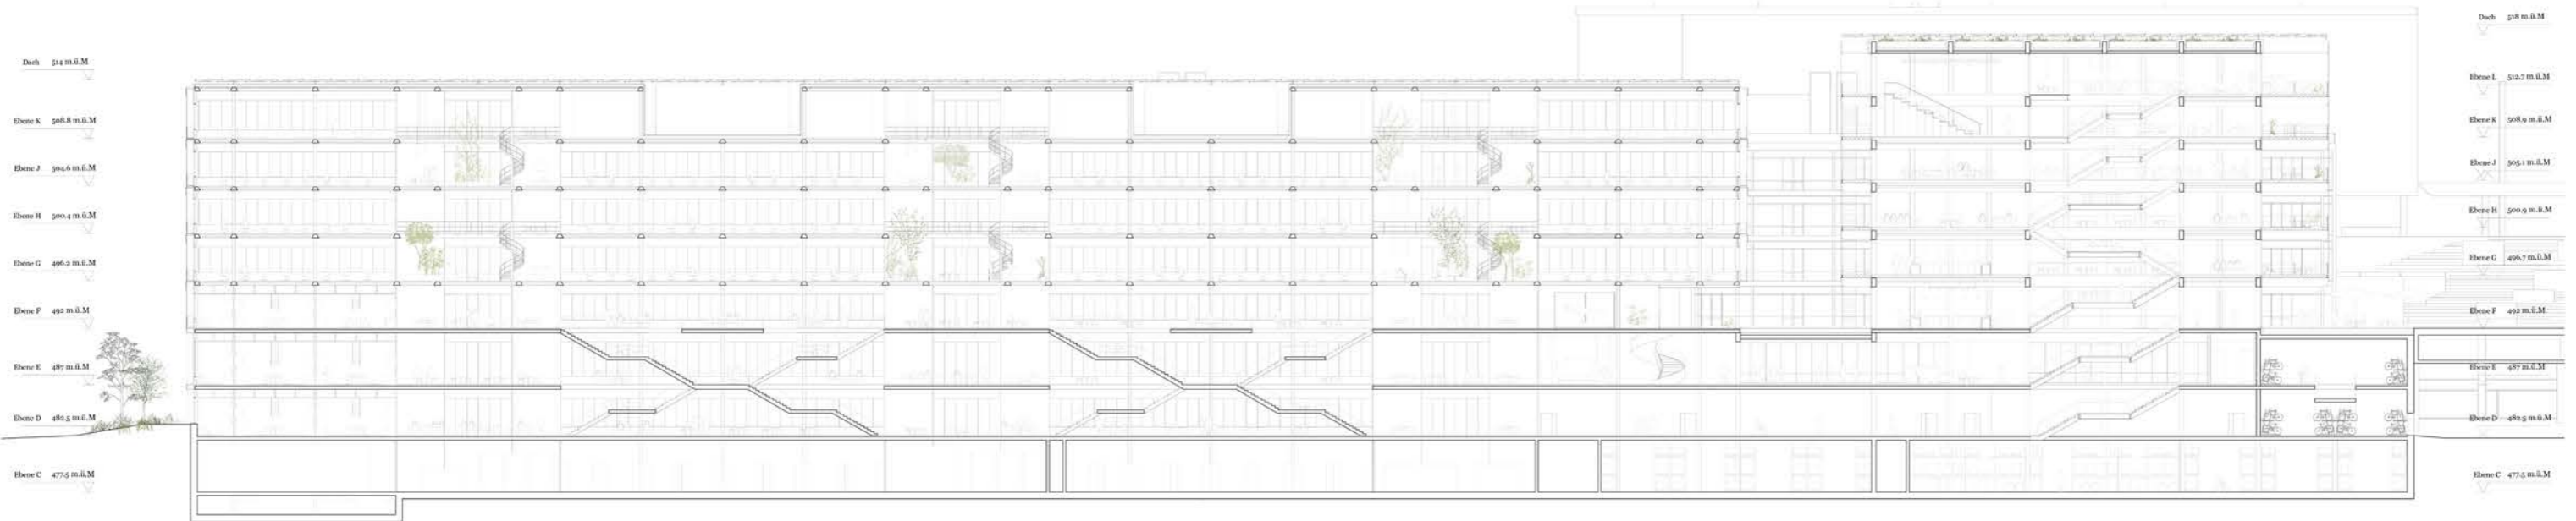 Dach 514 m.ü.M
Ebene K 508.8 m.ü.M
Ebene J 504.6 m.ü.M
Ebene H 500.4 m.ü.M
Ebene G 496.2 m.ü.M
Ebene F 492 m.ü.M
Ebene E 487 m.ü.M
Ebene D 482.5 m.ü.M
Ebene C 477.5 m.ü.M
Dach 518 m.ü.M
Ebene L 512.7 m.ü.M
Ebene K 508.9 m.ü.M
Ebene J 505.1 m.ü.M
Ebene H 500.9 m.ü.M
Ebene G 496.7 m.ü.M
Ebene F 492 m.ü.M
Ebene E 487 m.ü.M
Ebene D 482.5 m.ü.M
Ebene C 477.5 m.ü.M